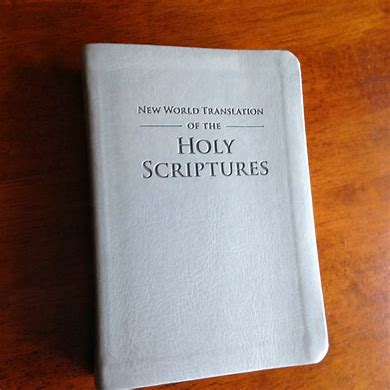 New World Translation
of the
Holy
Scriptures